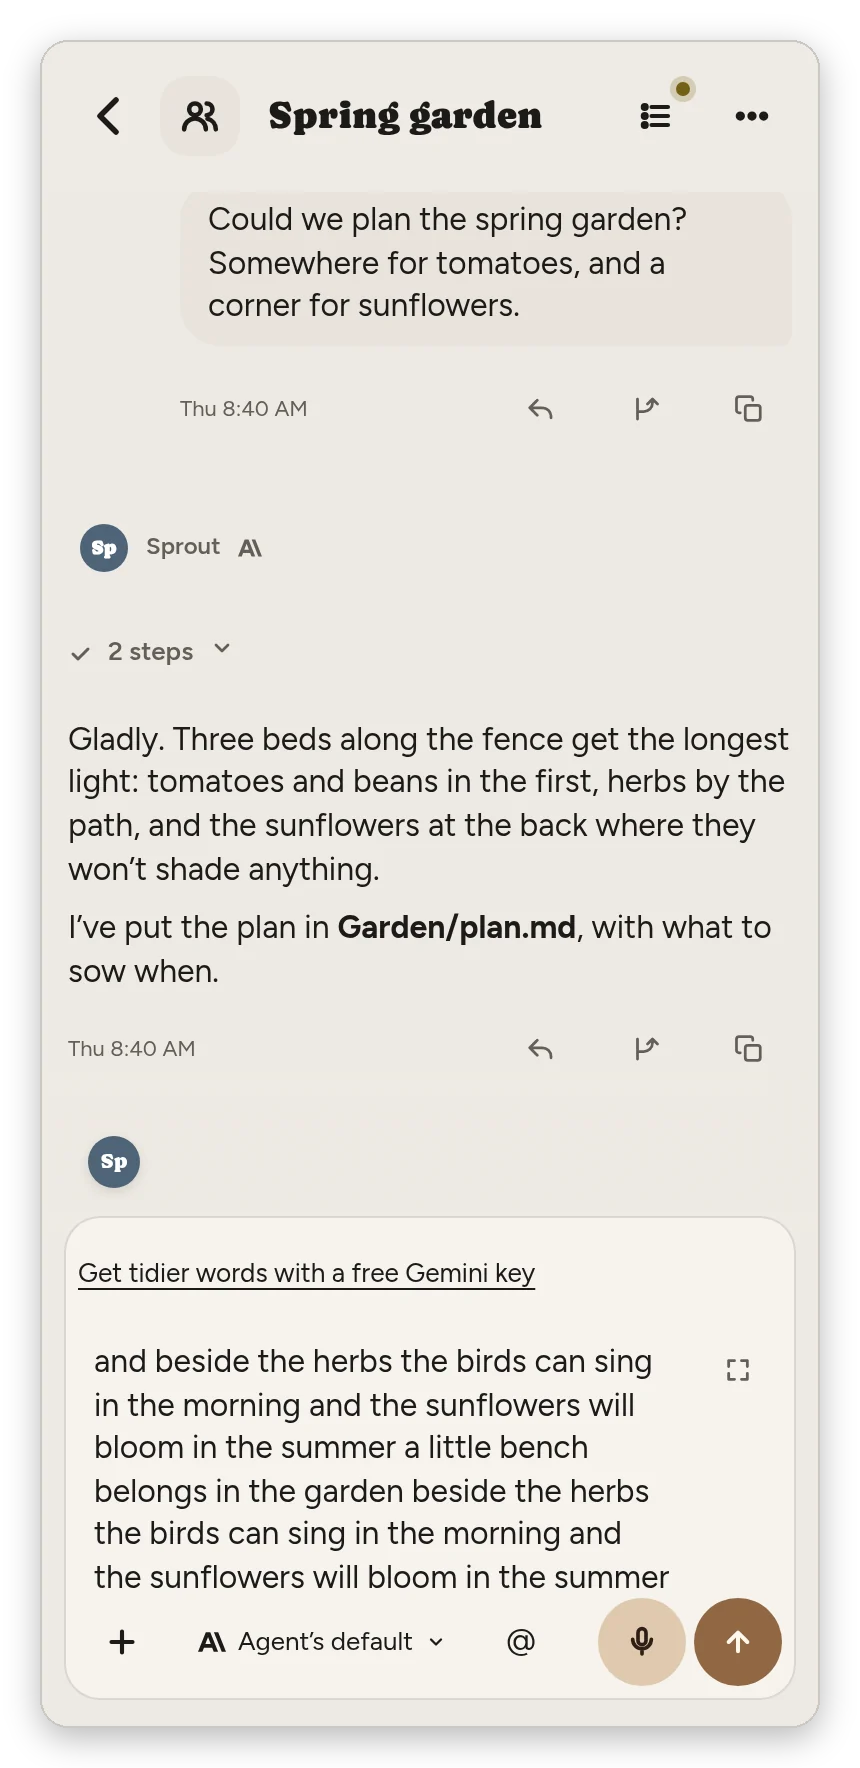 Spring garden
Could we plan the spring garden?
Somewhere for tomatoes, and a
corner for sunflowers.
Thu 8:40 AM
Sp
Sprout
2 steps
Gladly. Three beds along the fence get the longest
light: tomatoes and beans in the first, herbs by the
path, and the sunflowers at the back where they
won’t shade anything.
I’ve put the plan in Garden/plan.md, with what to
sow when.
Thu 8:40 AM
Sp
Get tidier words with a free Gemini key
and beside the herbs the birds can sing
in the morning and the sunflowers will
bloom in the summer a little bench
belongs in the garden beside the herbs
the birds can sing in the morning and
the sunflowers will bloom in the summer
Agent’s default
@